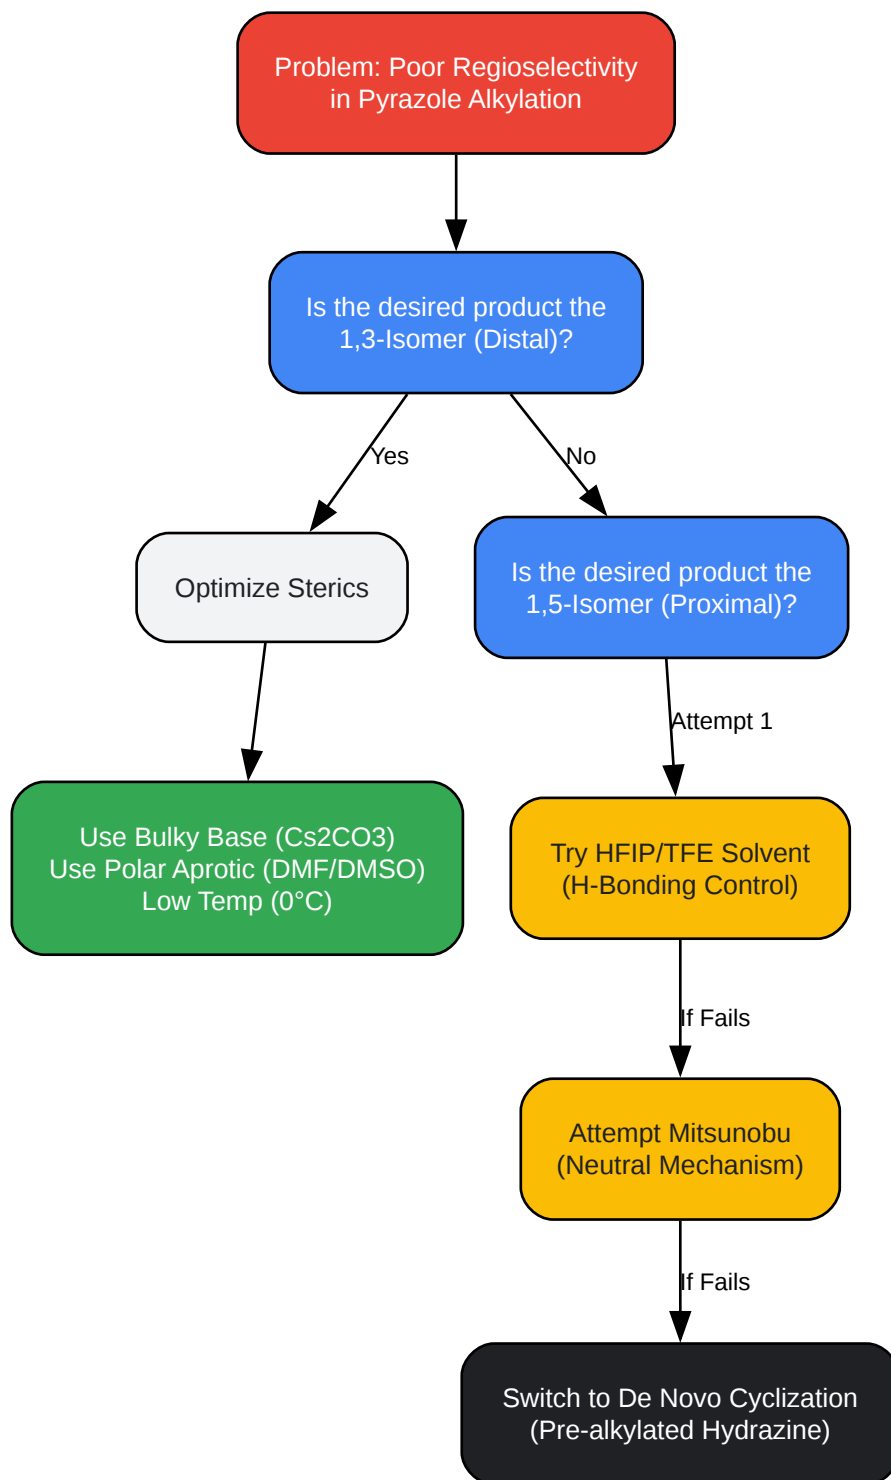 Problem: Poor Regioselectivity
in Pyrazole Alkylation
Is the desired product the
1,3-Isomer (Distal)?
Yes
No
Optimize Sterics
Is the desired product the
1,5-Isomer (Proximal)?
Attempt 1
Use Bulky Base (Cs2CO3)
Use Polar Aprotic (DMF/DMSO)
Low Temp (0°C)
Try HFIP/TFE Solvent
(H-Bonding Control)
If Fails
Attempt Mitsunobu
(Neutral Mechanism)
If Fails
Switch to De Novo Cyclization
(Pre-alkylated Hydrazine)